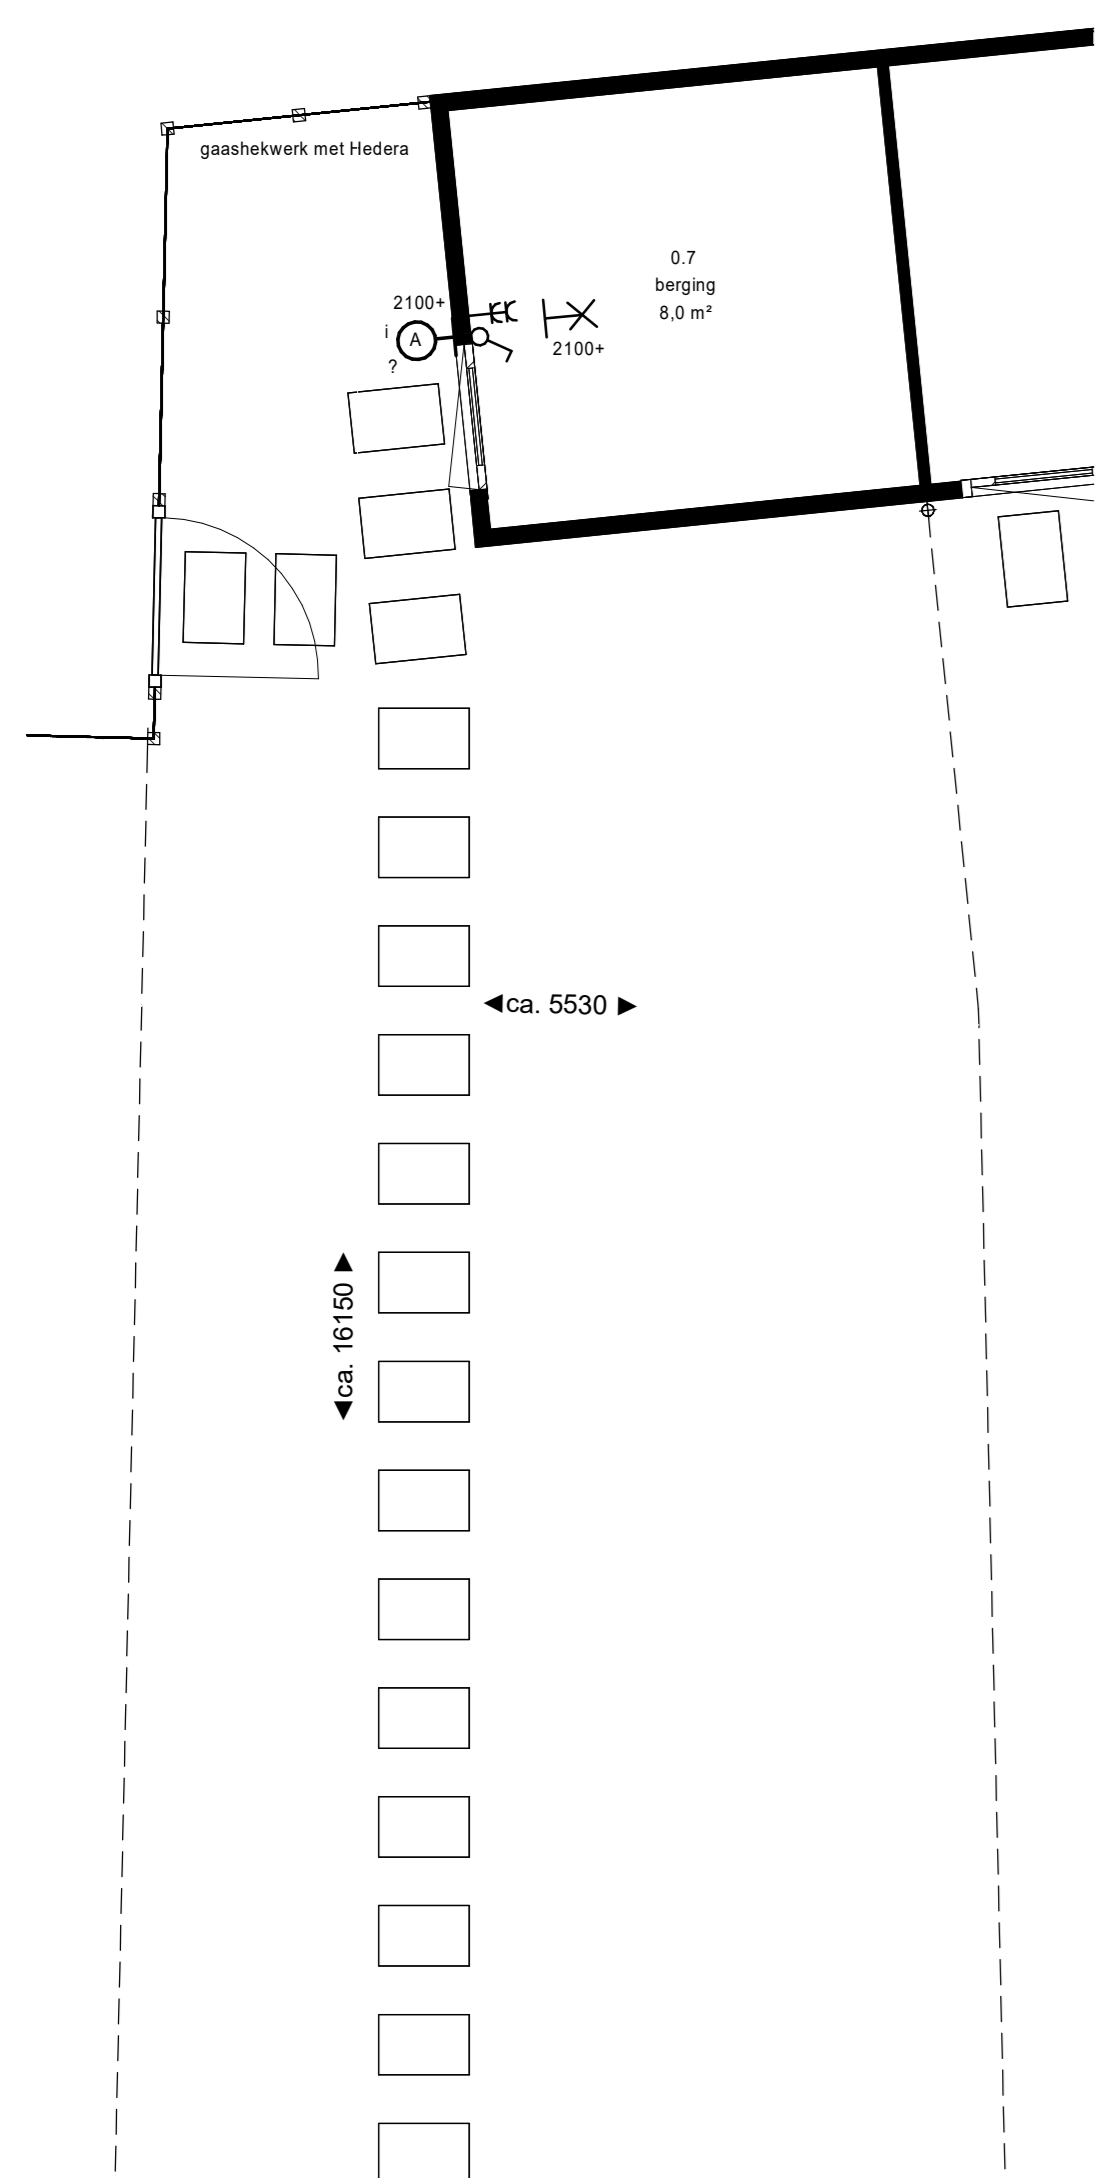 gaashekwerk met Hedera
0.7
berging
8,0 m²
2100+
i
A
?
2100+
◀ca. 5530 ▶
◀ca. 16150 ▶